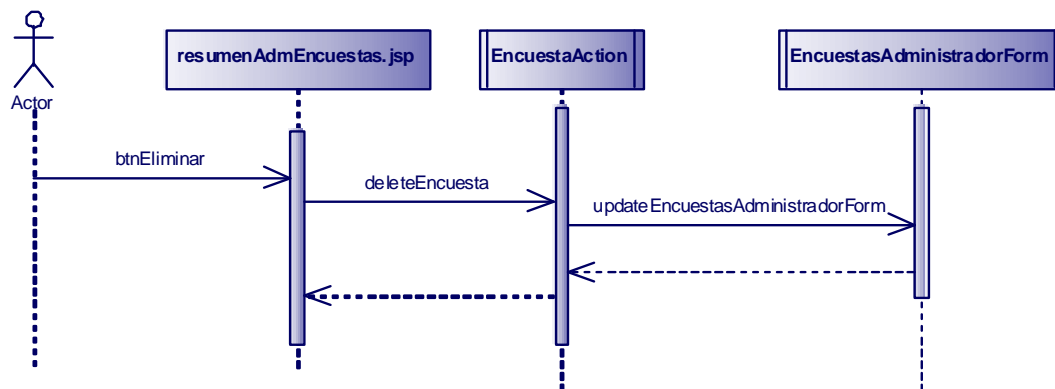 resumenAdmEncuestas.jsp
EncuestaAction
EncuestasAdministradorForm
Actor
btnEliminar
deleteEncuesta
updateEncuestasAdministradorForm